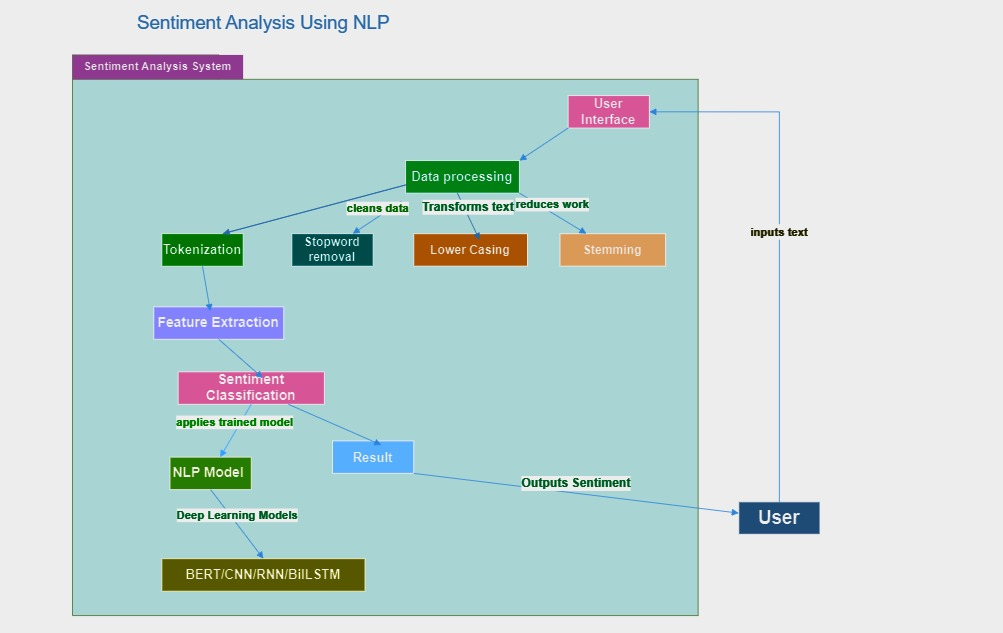 Sentiment Analysis Using NLP
Sentiment Analysis System
User
Interface
Data processing
cleans data
Transforms text
reduces work
inputs text
Tokenization
Stopword
removal
Lower Casing
Stemming
Feature Extraction
Sentiment
Classification
applies trained model
Result
NLP Model
Outputs Sentiment
User
Deep Learning Models
BERT/CNN/RNN/BilLSTM